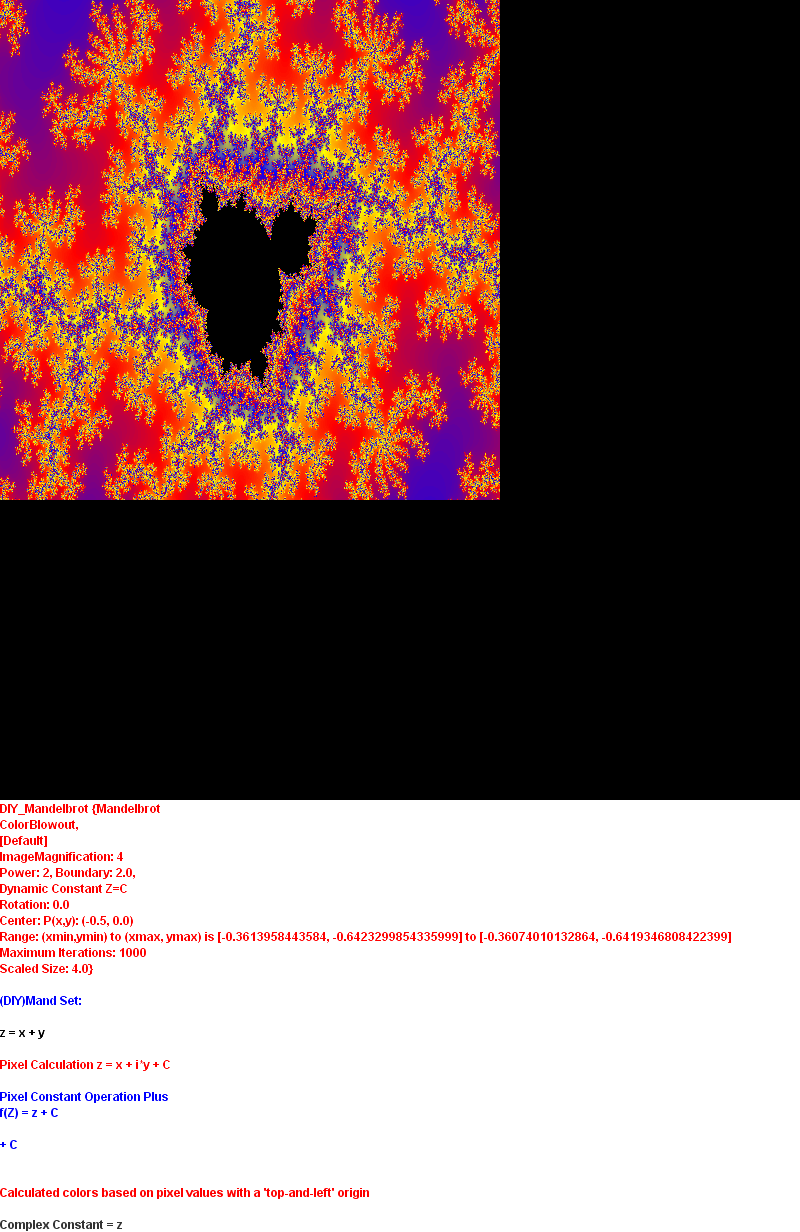 DIY_Mandelbrot {Mandelbrot
ColorBlowout,
[Default]
ImageMagnification: 4
Power: 2, Boundary: 2.0,
Dynamic Constant Z=C
Rotation: 0.0
Center: P(x,y): (-0.5, 0.0)
Range: (xmin,ymin) to (xmax, ymax) is [-0.3613958443584, -0.6423299854335999] to [-0.36074010132864, -0.6419346808422399]
Maximum Iterations: 1000
Scaled Size: 4.0}
(DIY)Mand Set:
z = x + y
Pixel Calculation z = x + i*y + C
Pixel Constant Operation Plus
f(Z) = z + C
+ C
Calculated colors based on pixel values with a 'top-and-left' origin
Complex Constant = z